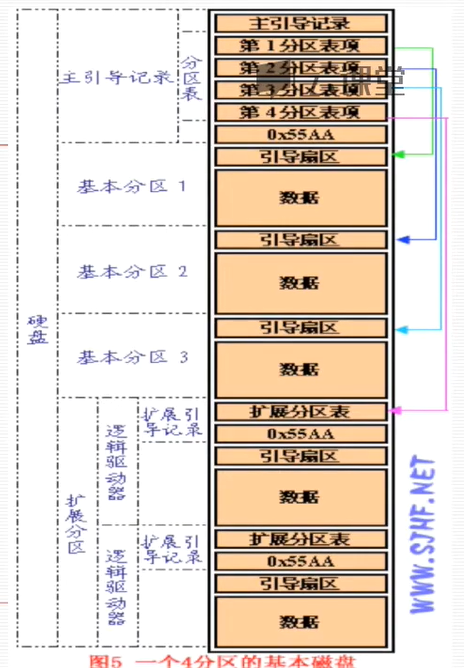 主引导记录
第1分区表项
第2分区表项
第3分区表项
第4分区表项
0x55AA
主引导记录
分区表
引导扇区
数据
基本分区 1
引导扇区
数据
基本分区 2
引导扇区
数据
基本分区 3
硬盘
扩展分区
逻辑驱动器
扩展引导记录
扩展分区表
0x55AA
引导扇区
数据
逻辑驱动器
扩展引导记录
扩展分区表
0x55AA
引导扇区
数据
WWW.SJHF.NET
图5 一个4分区的基本磁盘